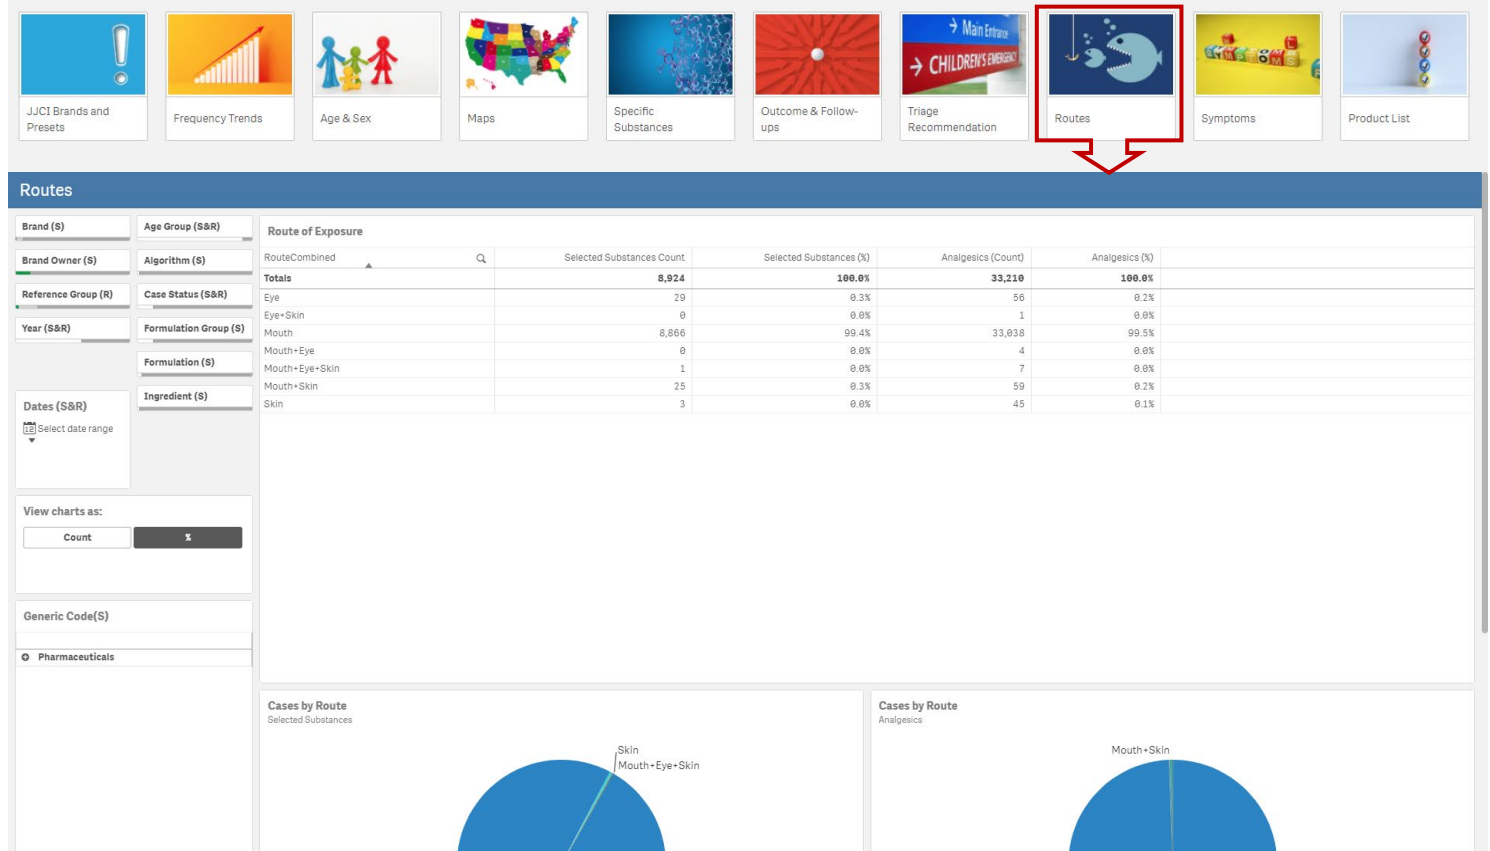 Main Entrance
CHILDREN'S EMERGENCY
SYMPTOMS
JJCI Brands and
Presets
Frequency Trends
Age & Sex
Maps
Specific
Substances
Outcome & Follow-
ups
Triage
Recommendation
Routes
Symptoms
Product List
Routes
Brand (S)
Age Group (S&R)
Brand Owner (S)
Algorithm (S)
Reference Group (R)
Case Status (S&R)
Year (S&R)
Formulation Group (S)
Formulation (S)
Ingredient (S)
Dates (S&R)
12 Select date range
View charts as:
Count %
Generic Code(S)
Pharmaceuticals
Route of Exposure
RouteCombined Selected Substances Count Selected Substances (%) Analgesics (Count) Analgesics (%)
Totals 8,924 100.0% 33,210 100.0%
Eye 29 0.3% 56 0.2%
Eye+Skin 0 0.0% 1 0.0%
Mouth 8,866 99.4% 33,038 99.5%
Mouth+Eye 0 0.0% 4 0.0%
Mouth+Eye+Skin 1 0.0% 7 0.0%
Mouth+Skin 25 0.3% 59 0.2%
Skin 3 0.0% 45 0.1%
Cases by Route
Selected Substances
Skin
Mouth+Eye+Skin
Cases by Route
Analgesics
Mouth+Skin